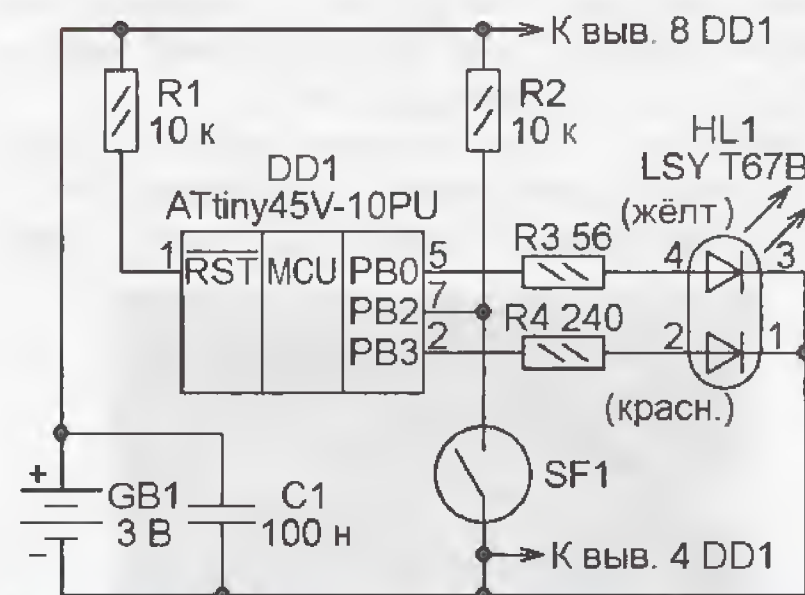 К выв. 8 DD1
R1
10 к
R2
10 к
HL1
LSY T67B
(жёлт)
DD1
ATtiny45V-10PU
1
RST
MCU
PB0
5
R3 56
4
3
PB2
7
PB3
2
R4 240
2
1
(красн.)
SF1
+
GB1
3 В
–
C1
100 н
К выв. 4 DD1